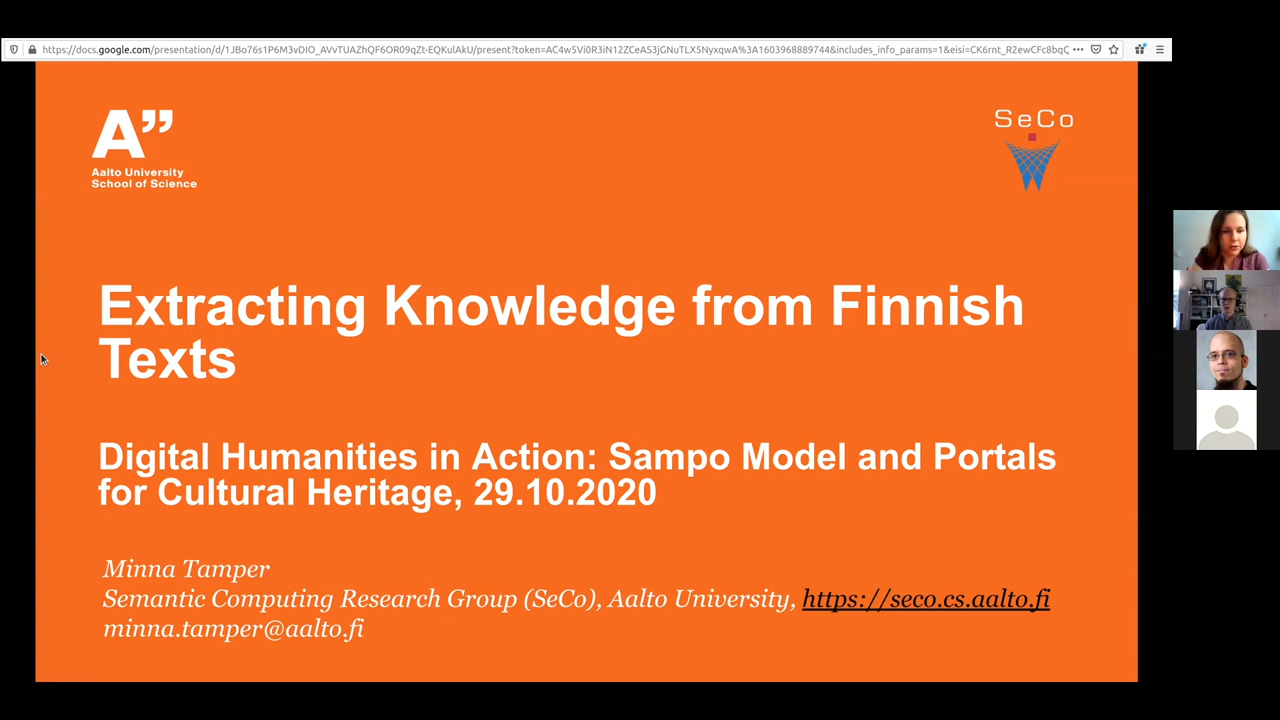 https://docs.google.com/presentation/d/1JBo76s1P6M3vDIO_AVvTUAZhQF6OR09qZt-EQKulAkU/present?token=AC4w5Vi0R3iN12ZCeAS3jGNuTLX5NyxqwA%3A1603968889744&includes_info_params=1&eisi=CK6rnt_R2ewCFc8bqQ
A”
Aalto University
School of Science
SeCo
Extracting Knowledge from Finnish
Texts
Digital Humanities in Action: Sampo Model and Portals
for Cultural Heritage, 29.10.2020
Minna Tamper
Semantic Computing Research Group (SeCo), Aalto University, https://seco.cs.aalto.fi
minna.tamper@aalto.fi